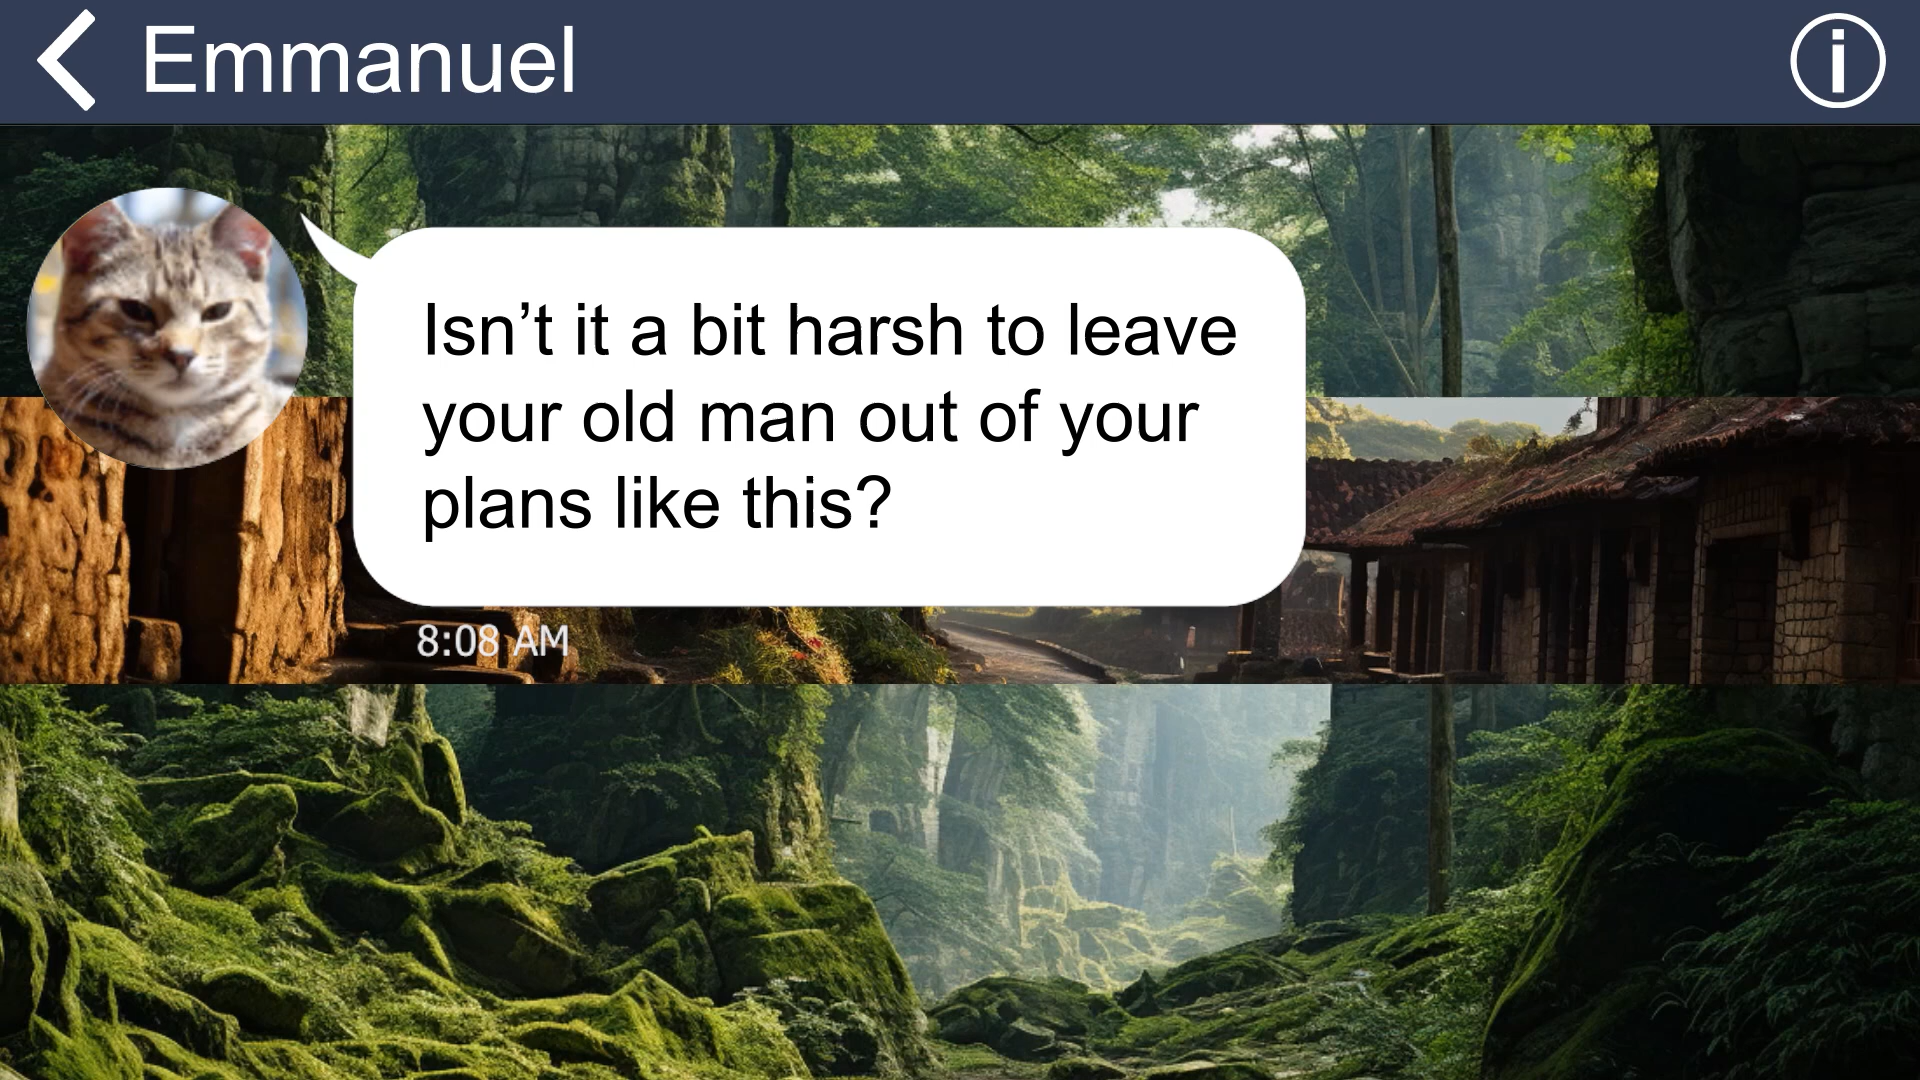 Emmanuel
Isn’t it a bit harsh to leave
your old man out of your
plans like this?
8:08 AM